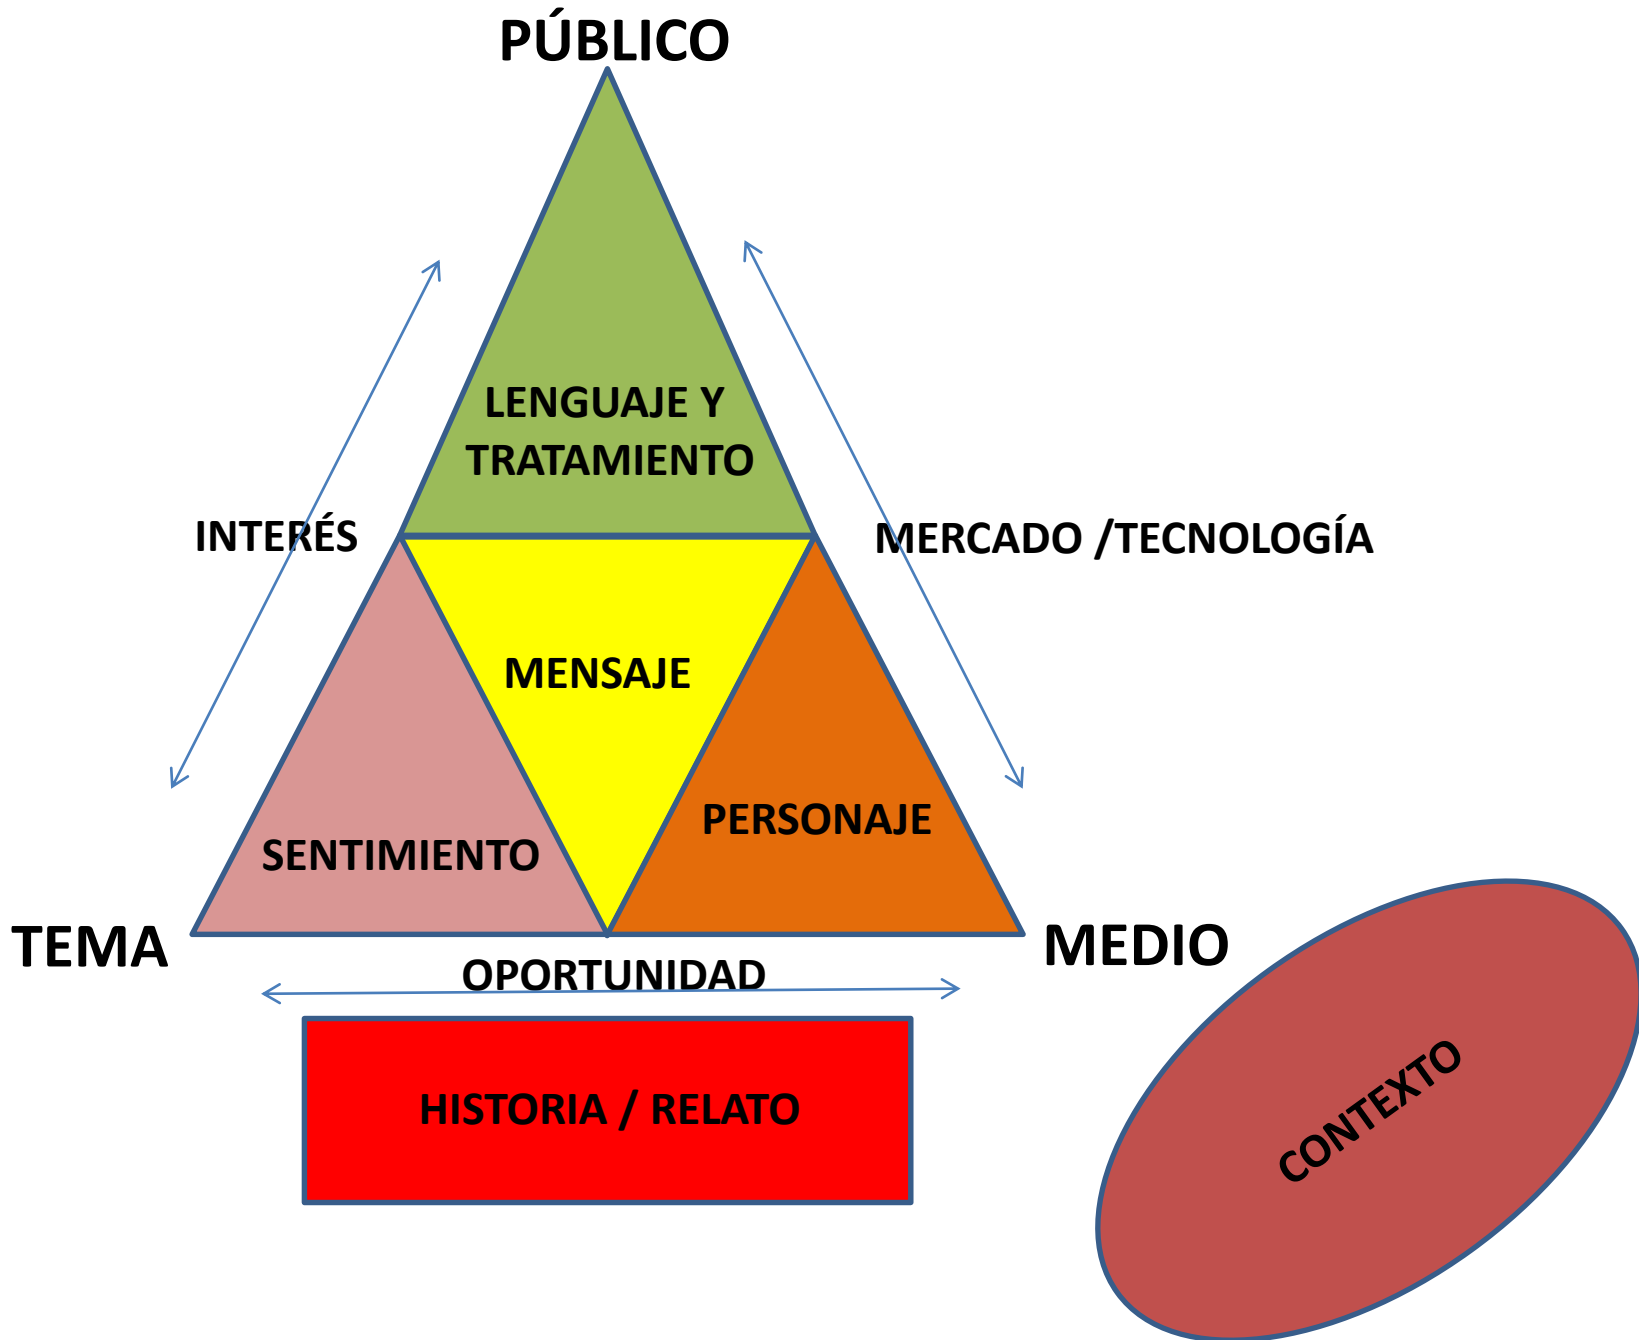 PÚBLICO
LENGUAJE Y
TRATAMIENTO
INTERÉS
MERCADO /TECNOLOGÍA
MENSAJE
PERSONAJE
SENTIMIENTO
TEMA
MEDIO
OPORTUNIDAD
HISTORIA / RELATO
CONTEXTO